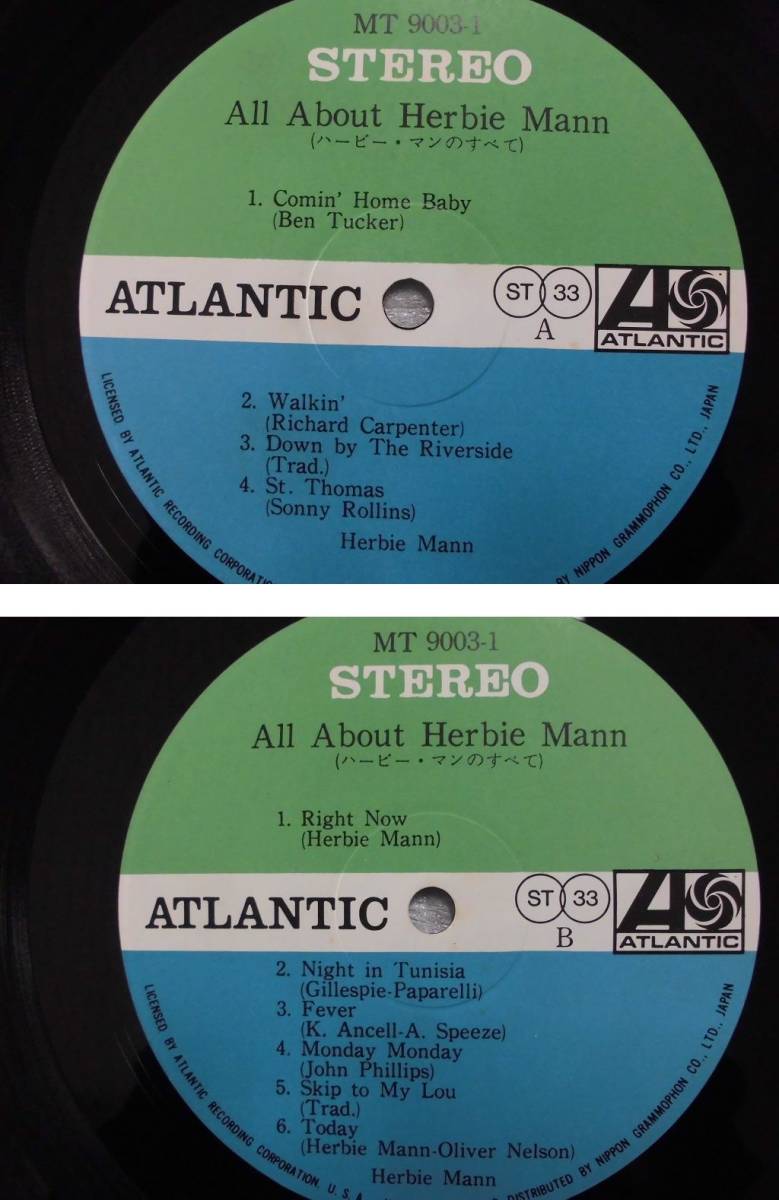 MT 9003-1
STEREO
All About Herbie Mann
(ハービー・マンのすべて)
1. Comin' Home Baby
(Ben Tucker)
ATLANTIC
ST 33
A
ATLANTIC
2. Walkin'
(Richard Carpenter)
3. Down by The Riverside
(Trad.)
4. St. Thomas
(Sonny Rollins)
Herbie Mann
LICENSED BY ATLANTIC RECORDING CORPORATION
BY NIPPON GRAMMOPHON CO., LTD., JAPAN
MT 9003-1
STEREO
All About Herbie Mann
(ハービー・マンのすべて)
1. Right Now
(Herbie Mann)
ATLANTIC
ST 33
B
ATLANTIC
2. Night in Tunisia
(Gillespie-Paparelli)
3. Fever
(K. Ancell-A. Speeze)
4. Monday Monday
(John Phillips)
5. Skip to My Lou
(Trad.)
6. Today
(Herbie Mann-Oliver Nelson)
Herbie Mann
LICENSED BY ATLANTIC RECORDING CORPORATION, U. S. A.
DISTRIBUTED BY NIPPON GRAMMOPHON CO., LTD., JAPAN